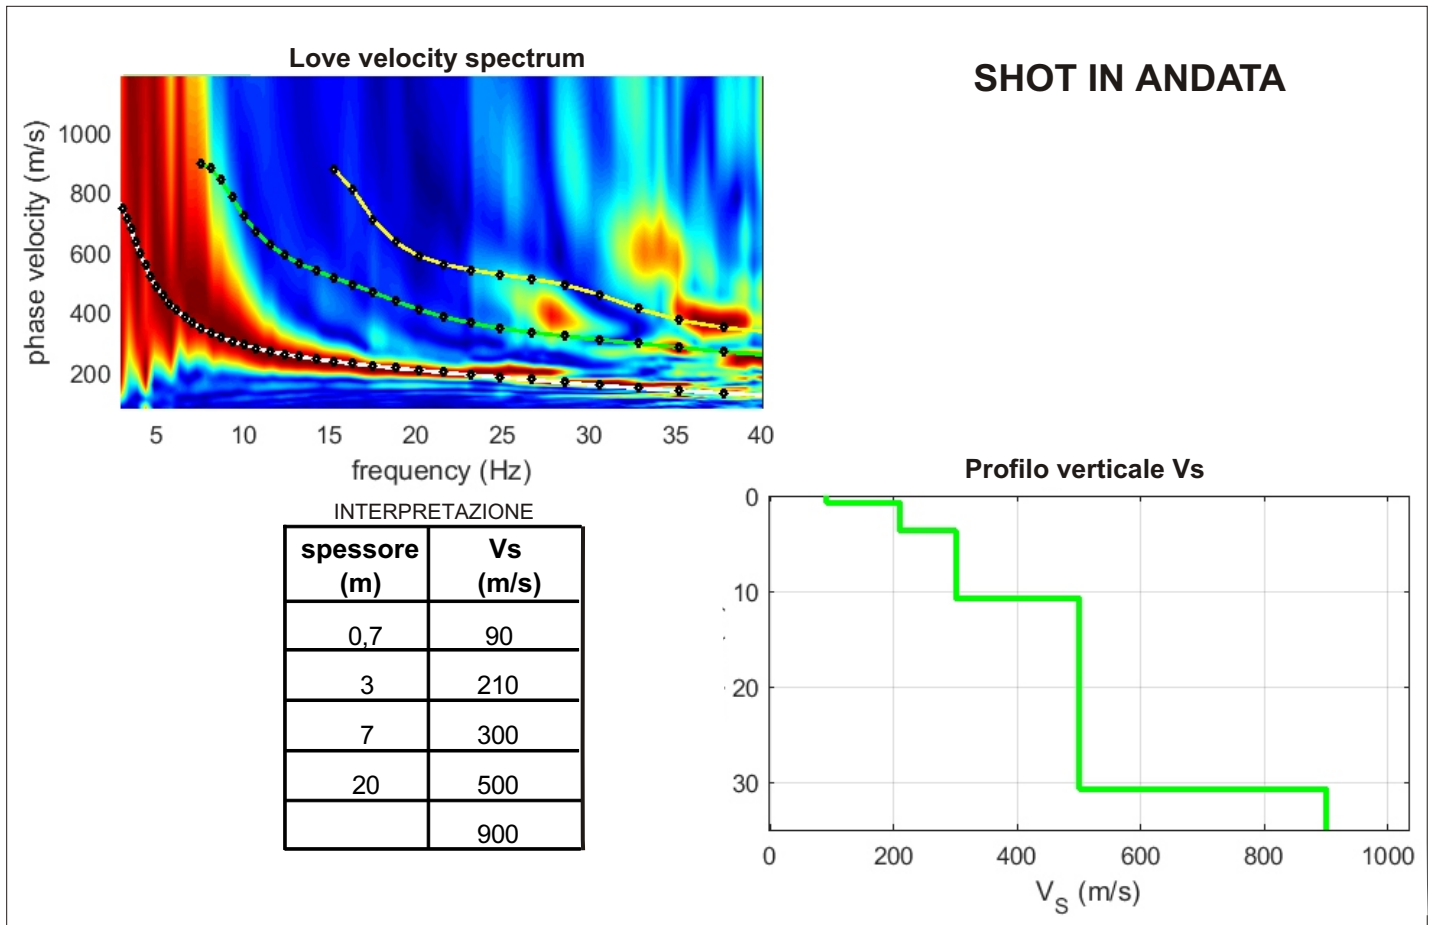 Love velocity spectrum
SHOT IN ANDATA
phase velocity (m/s)
1000
800
600
400
200
5 10 15 20 25 30 35 40
frequency (Hz)
INTERPRETAZIONE
spessore (m) Vs (m/s)
0,7 90
3 210
7 300
20 500
900
Profilo verticale Vs
0
10
20
30
0 200 400 600 800 1000
VS (m/s)